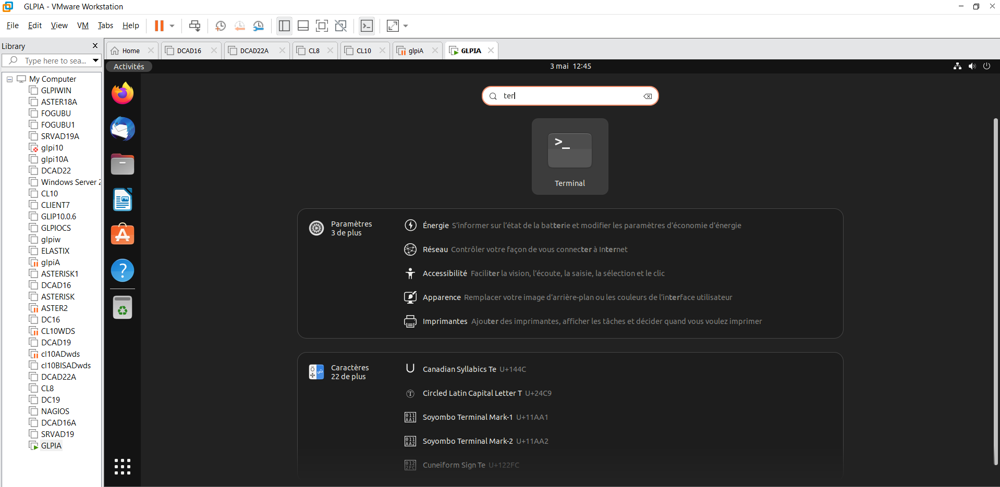 GLPIA - VMware Workstation
File Edit View VM Tabs Help
Library
Type here to sea...
My Computer
GLPIWIN
ASTER18A
FOGUBU
FOGUBU1
SRVAD19A
glpi10
glpi10A
DCAD22
Windows Server 2
CL10
CLIENT7
GLIP10.0.6
GLPIOCS
glpiw
ELASTIX
glpiA
ASTERISK1
DCAD16
ASTERISK
ASTER2
DC16
CL10WDS
DCAD19
cl10ADwds
cl10BISADwds
DCAD22A
CL8
DC19
NAGIOS
DCAD16A
SRVAD19
GLPIA
Home DCAD16 DCAD22A CL8 CL10 glpiA GLPIA
Activités 3 mai 12:45
ter
>_
Terminal
Paramètres
3 de plus
Énergie S'informer sur l'état de la batterie et modifier les paramètres d'économie d'énergie
Réseau Contrôler votre façon de vous connecter à Internet
Accessibilité Faciliter la vision, l'écoute, la saisie, la sélection et le clic
Apparence Remplacer votre image d'arrière-plan ou les couleurs de l'interface utilisateur
Imprimantes Ajouter des imprimantes, afficher les tâches et décider quand vous voulez imprimer
Caractères
22 de plus
Canadian Syllabics Te U+144C
Circled Latin Capital Letter T U+24C9
Soyombo Terminal Mark-1 U+11AA1
Soyombo Terminal Mark-2 U+11AA2
Cuneiform Sign Te U+122FC